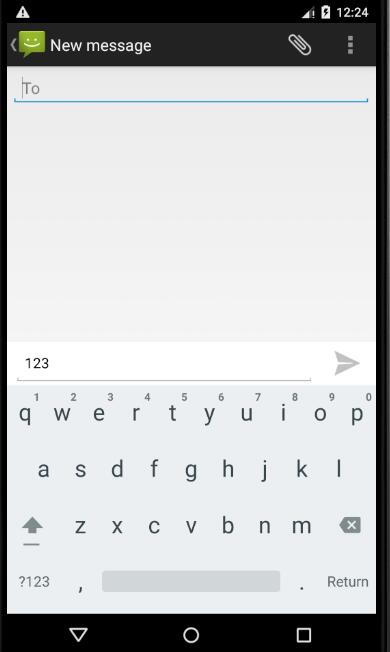 12:24
New message
To
123
1 2 3 4 5 6 7 8 9 0
q w e r t y u i o p
a s d f g h j k l
z x c v b n m
?123 , . Return